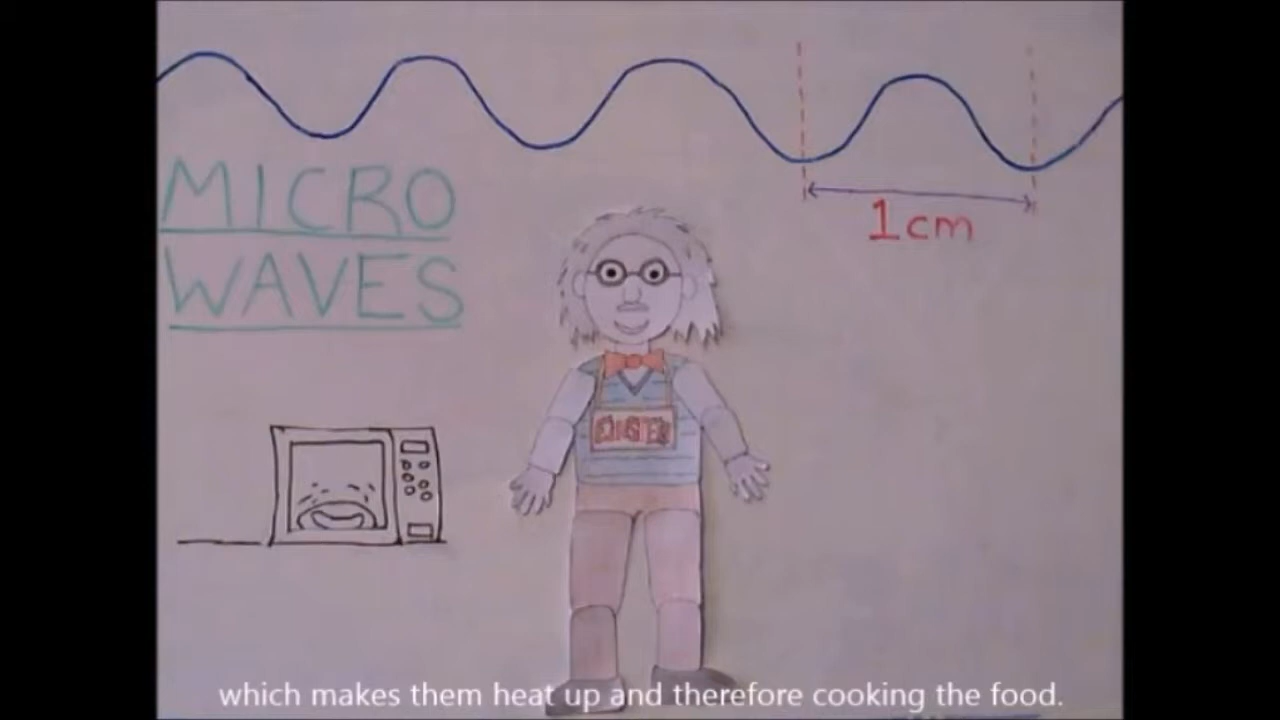 MICRO
WAVES
1cm
which makes them heat up and therefore cooking the food.